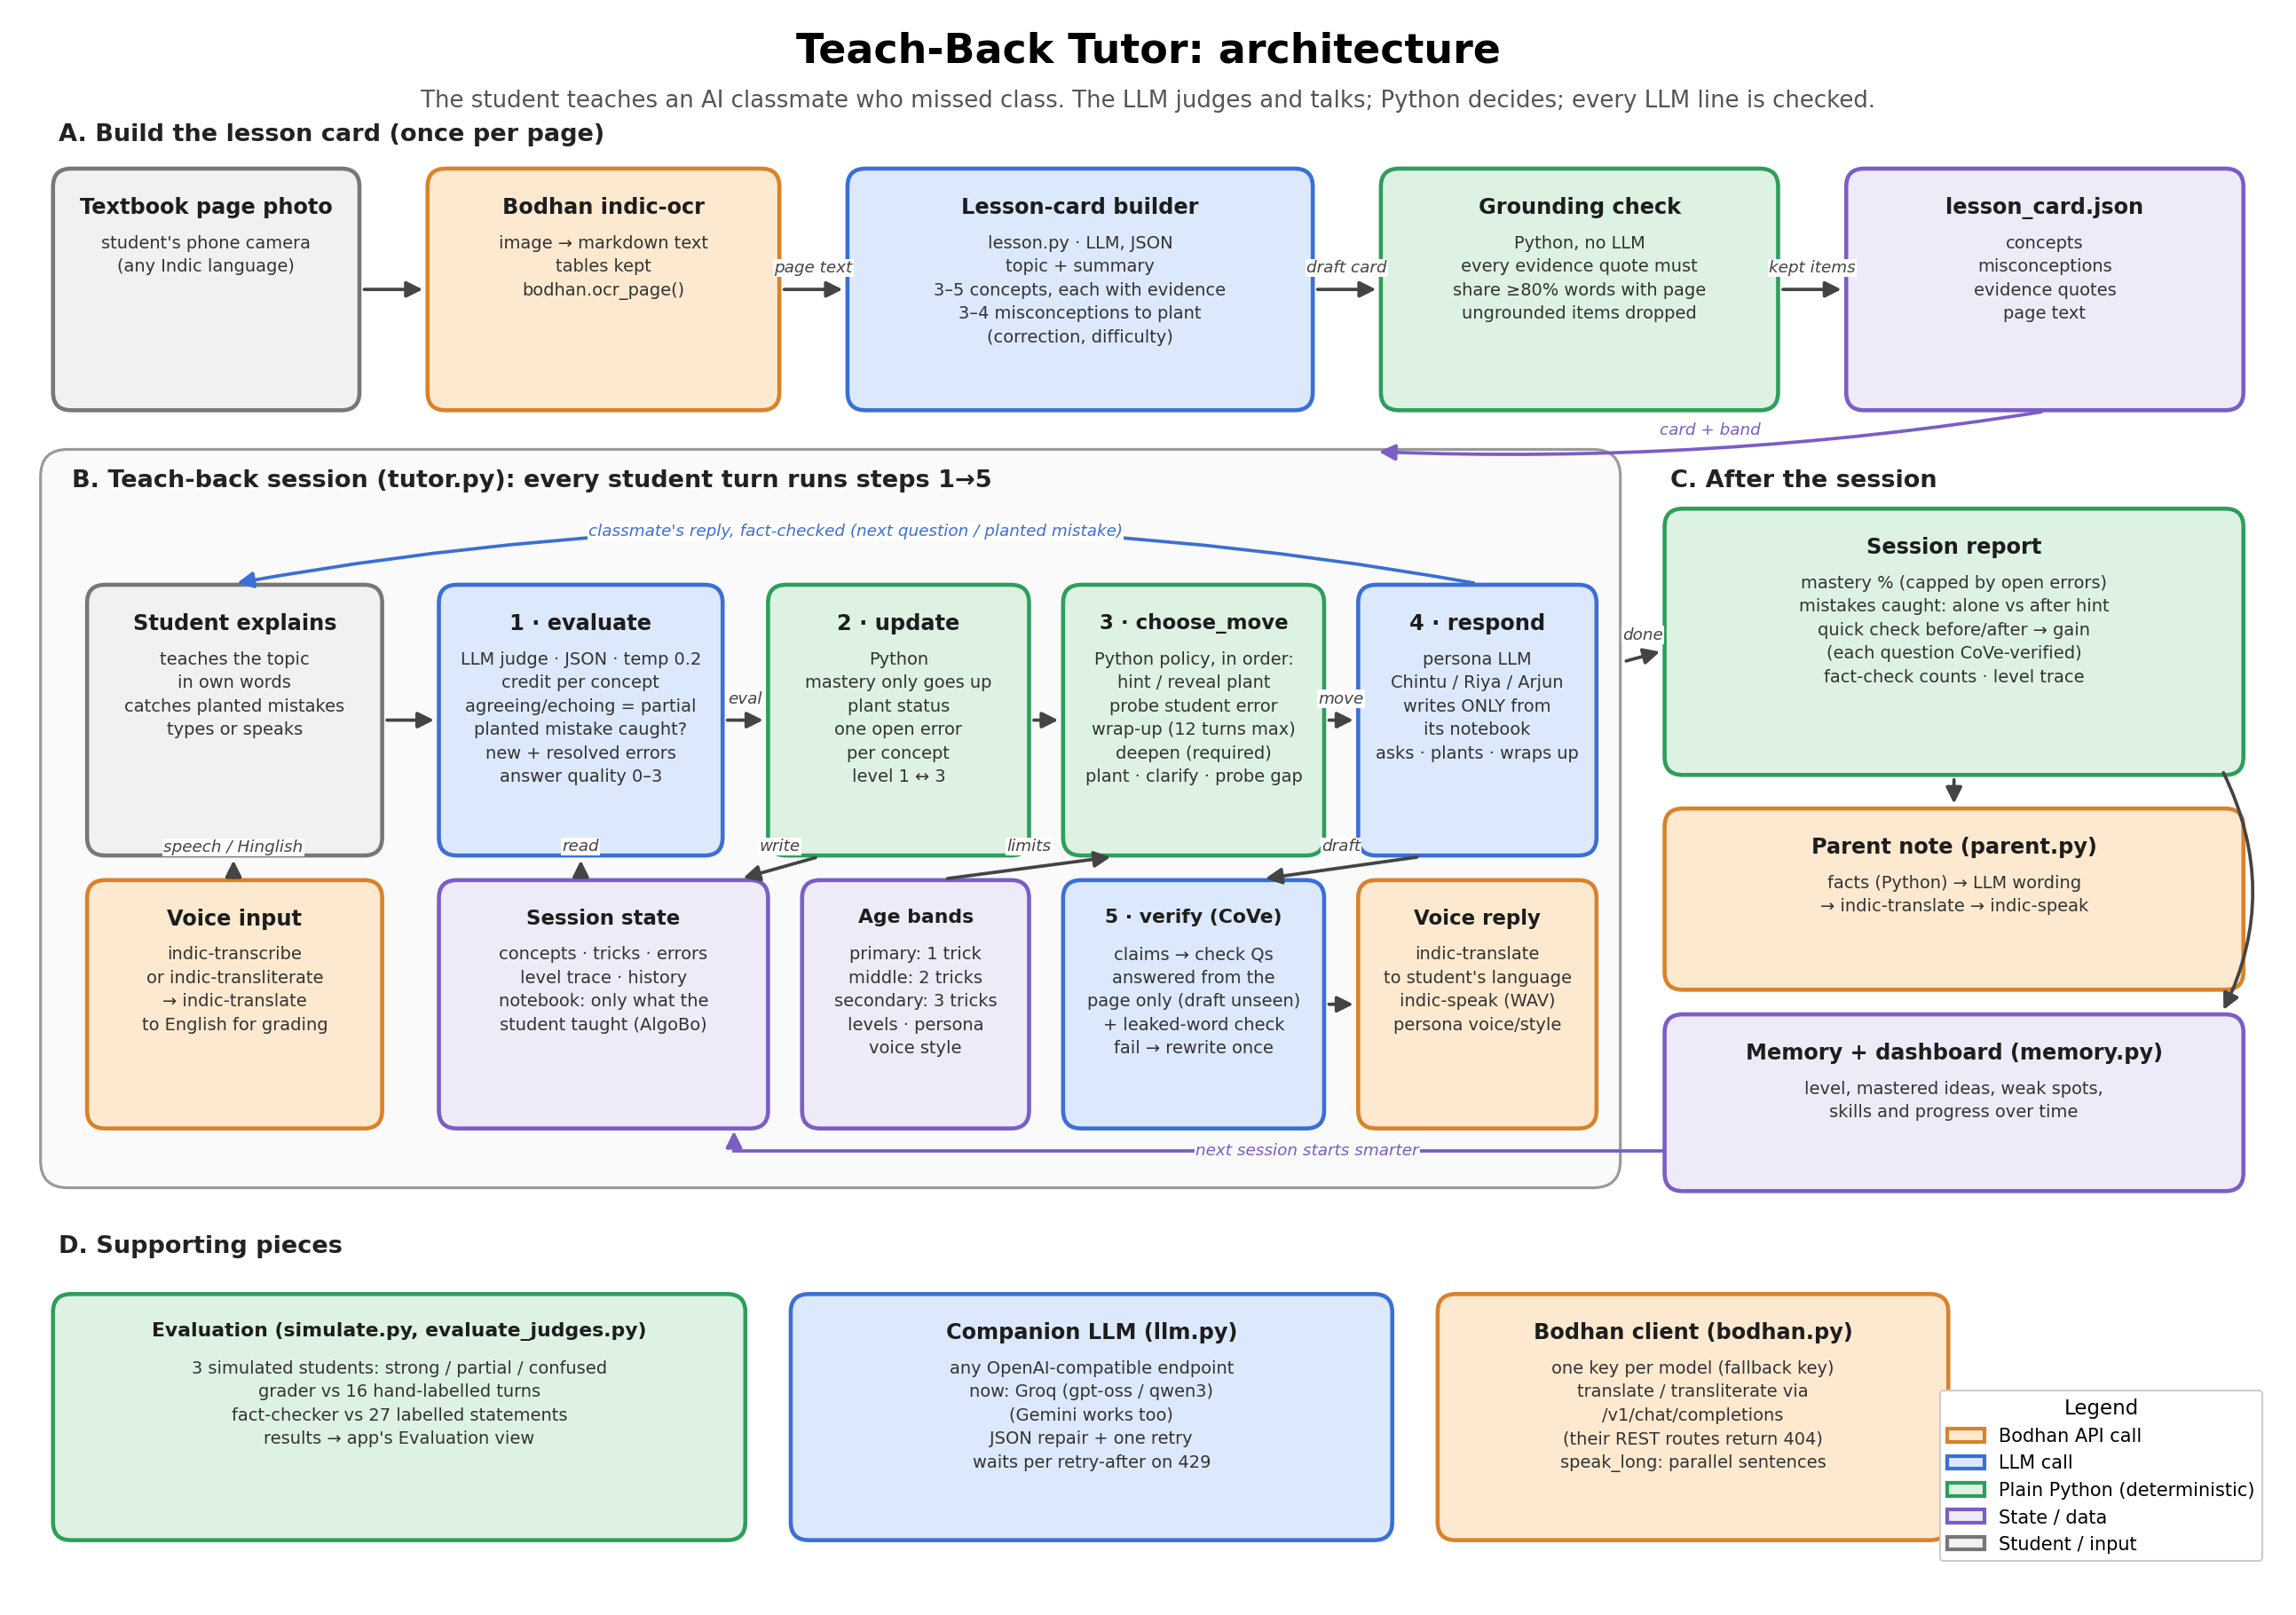 Teach-Back Tutor: architecture
The student teaches an AI classmate who missed class. The LLM judges and talks; Python decides; every LLM line is checked.
A. Build the lesson card (once per page)
Textbook page photo
student's phone camera
(any Indic language)
Bodhan indic-ocr
image → markdown text
tables kept
bodhan.ocr_page()
page text
Lesson-card builder
lesson.py · LLM, JSON
topic + summary
3–5 concepts, each with evidence
3–4 misconceptions to plant
(correction, difficulty)
draft card
Grounding check
Python, no LLM
every evidence quote must
share ≥80% words with page
ungrounded items dropped
kept items
lesson_card.json
concepts
misconceptions
evidence quotes
page text
card + band
B. Teach-back session (tutor.py): every student turn runs steps 1→5
classmate's reply, fact-checked (next question / planted mistake)
Student explains
teaches the topic
in own words
catches planted mistakes
types or speaks
1 · evaluate
LLM judge · JSON · temp 0.2
credit per concept
agreeing/echoing = partial
planted mistake caught?
new + resolved errors
answer quality 0–3
eval
2 · update
Python
mastery only goes up
plant status
one open error
per concept
level 1 ↔ 3
3 · choose_move
Python policy, in order:
hint / reveal plant
probe student error
wrap-up (12 turns max)
deepen (required)
plant · clarify · probe gap
move
4 · respond
persona LLM
Chintu / Riya / Arjun
writes ONLY from
its notebook
asks · plants · wraps up
speech / Hinglish
read
write
limits
draft
Voice input
indic-transcribe
or indic-transliterate
→ indic-translate
to English for grading
Session state
concepts · tricks · errors
level trace · history
notebook: only what the
student taught (AlgoBo)
Age bands
primary: 1 trick
middle: 2 tricks
secondary: 3 tricks
levels · persona
voice style
5 · verify (CoVe)
claims → check Qs
answered from the
page only (draft unseen)
+ leaked-word check
fail → rewrite once
Voice reply
indic-translate
to student's language
indic-speak (WAV)
persona voice/style
next session starts smarter
done
C. After the session
Session report
mastery % (capped by open errors)
mistakes caught: alone vs after hint
quick check before/after → gain
(each question CoVe-verified)
fact-check counts · level trace
Parent note (parent.py)
facts (Python) → LLM wording
→ indic-translate → indic-speak
Memory + dashboard (memory.py)
level, mastered ideas, weak spots,
skills and progress over time
D. Supporting pieces
Evaluation (simulate.py, evaluate_judges.py)
3 simulated students: strong / partial / confused
grader vs 16 hand-labelled turns
fact-checker vs 27 labelled statements
results → app's Evaluation view
Companion LLM (llm.py)
any OpenAI-compatible endpoint
now: Groq (gpt-oss / qwen3)
(Gemini works too)
JSON repair + one retry
waits per retry-after on 429
Bodhan client (bodhan.py)
one key per model (fallback key)
translate / transliterate via
/v1/chat/completions
(their REST routes return 404)
speak_long: parallel sentences
Legend
Bodhan API call
LLM call
Plain Python (deterministic)
State / data
Student / input